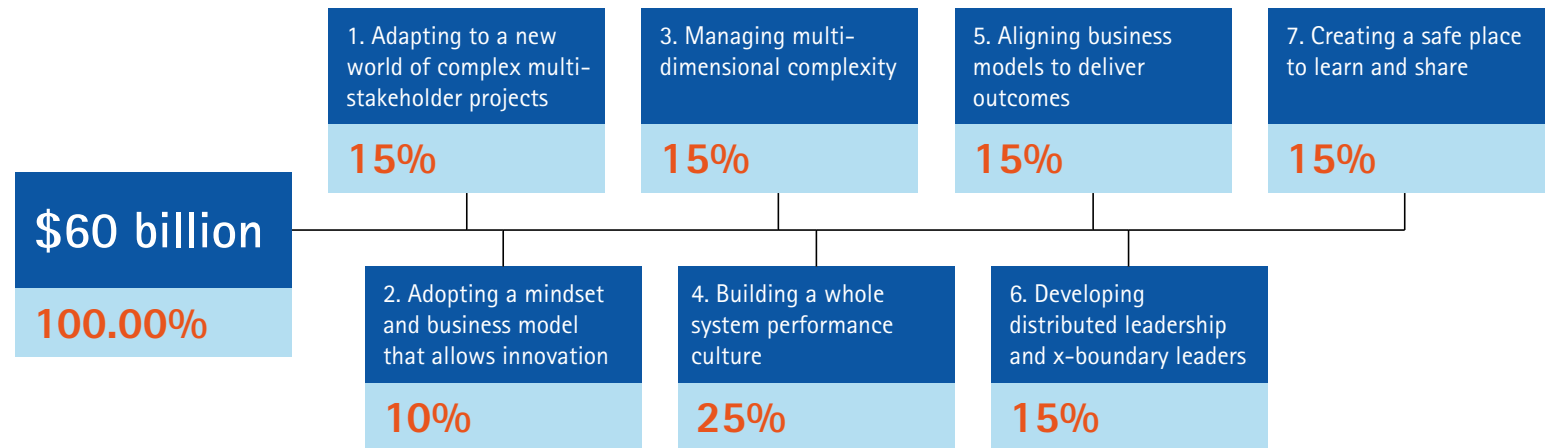 $60 billion
100.00%
1. Adapting to a new
world of complex multi-
stakeholder projects
15%
2. Adopting a mindset
and business model
that allows innovation
10%
3. Managing multi-
dimensional complexity
15%
4. Building a whole
system performance
culture
25%
5. Aligning business
models to deliver
outcomes
15%
6. Developing
distributed leadership
and x-boundary leaders
15%
7. Creating a safe place
to learn and share
15%